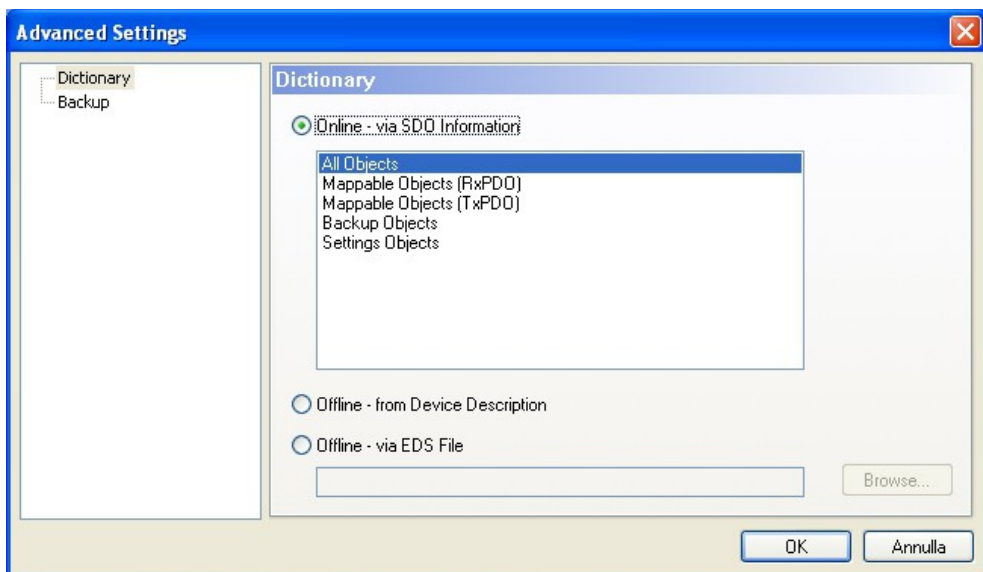 Advanced Settings
Dictionary
Backup
Dictionary
Online - via SDO Information
All Objects
Mappable Objects (RxPDO)
Mappable Objects (TxPDO)
Backup Objects
Settings Objects
Offline - from Device Description
Offline - via EDS File
Browse...
OK
Annulla